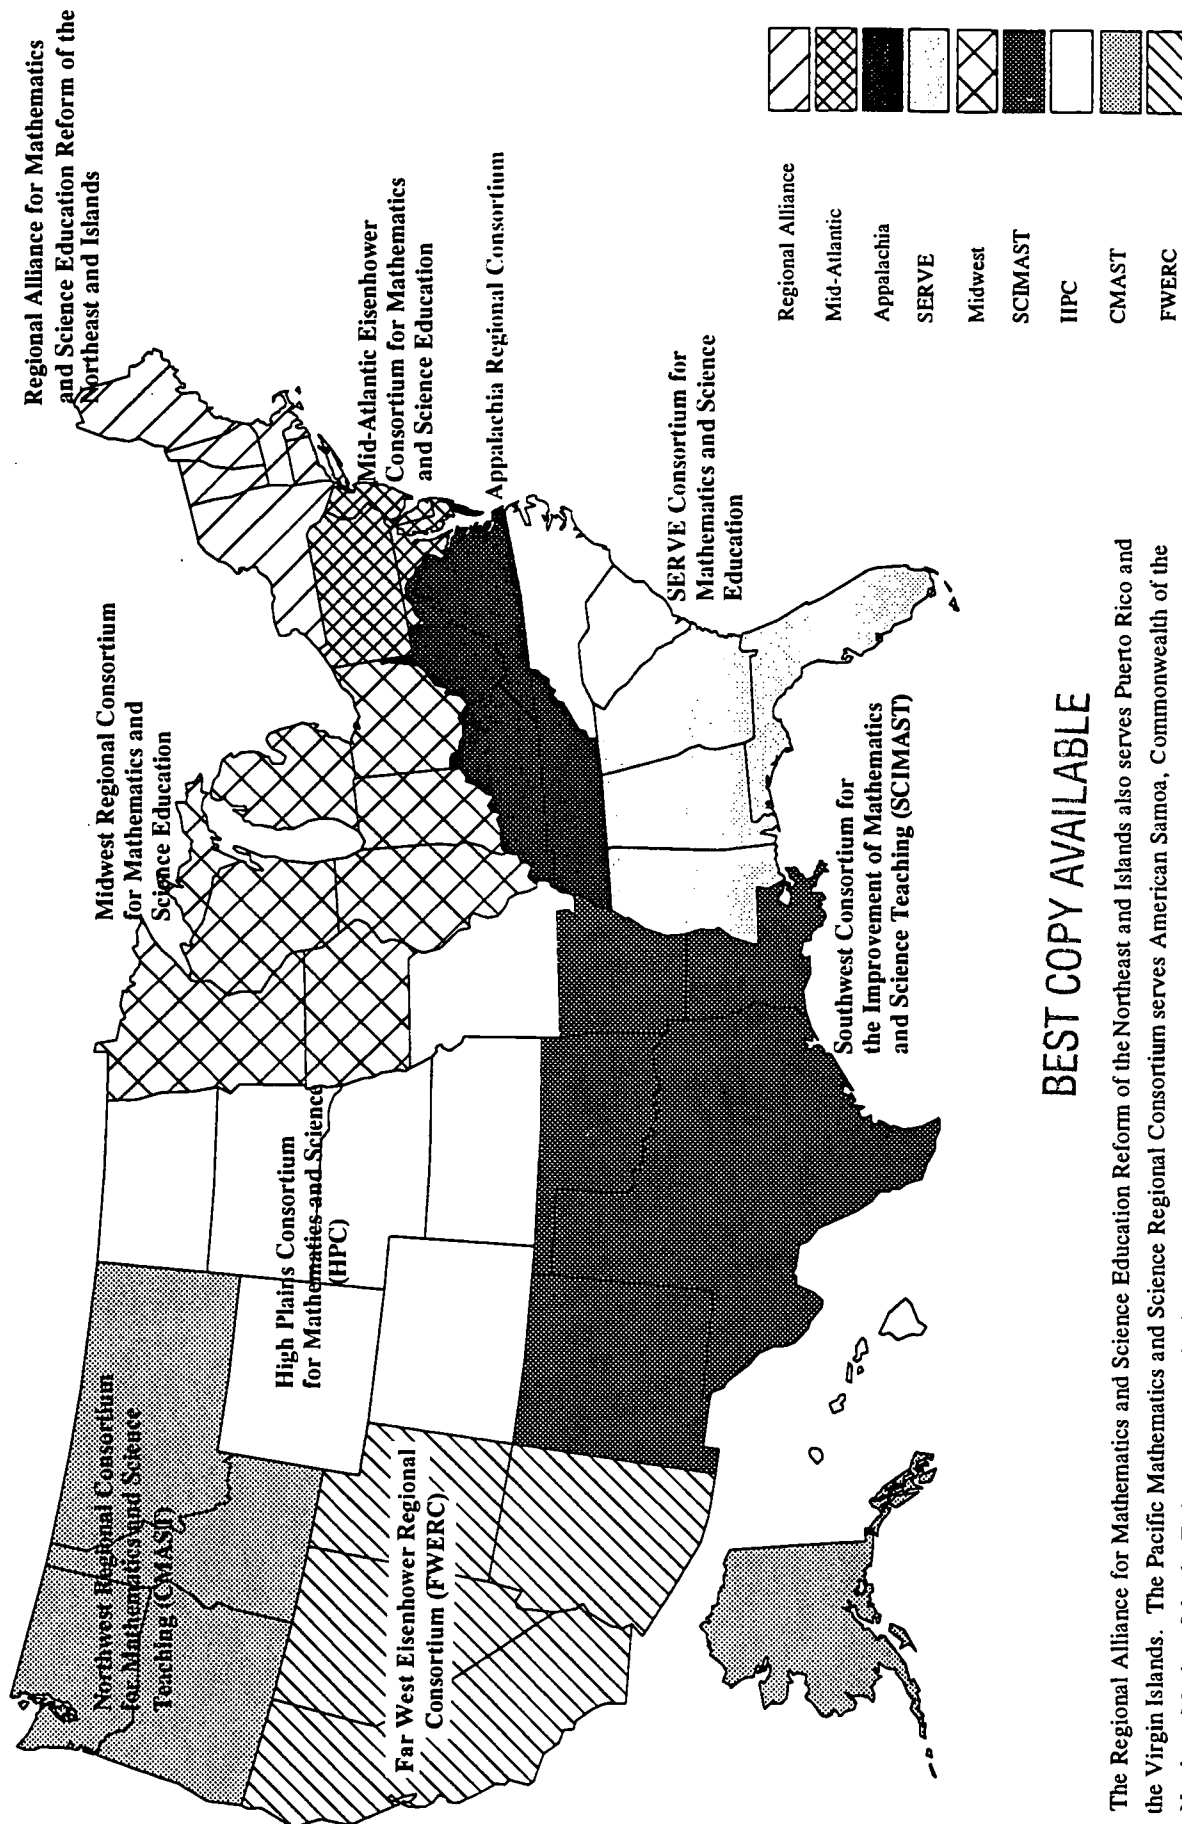 Regional Alliance for Mathematics
and Science Education Reform of the
Northeast and Islands
Mid-Atlantic Eisenhower
Consortium for Mathematics
and Science Education
Appalachia Regional Consortium
SERVE Consortium for
Mathematics and Science
Education
Midwest Regional Consortium
for Mathematics and
Science Education
Southwest Consortium for
the Improvement of Mathematics
and Science Teaching (SCIMAST)
High Plains Consortium
for Mathematics and Science
(HPC)
Northwest Regional Consortium
for Mathematics and Science
Teaching (CMAST)
Far West Eisenhower Regional
Consortium (FWERC)
Regional Alliance
Mid-Atlantic
Appalachia
SERVE
Midwest
SCIMAST
HPC
CMAST
FWERC
BEST COPY AVAILABLE
The Regional Alliance for Mathematics and Science Education Reform of the Northeast and Islands also serves Puerto Rico and
the Virgin Islands. The Pacific Mathematics and Science Regional Consortium serves American Samoa, Commonwealth of the